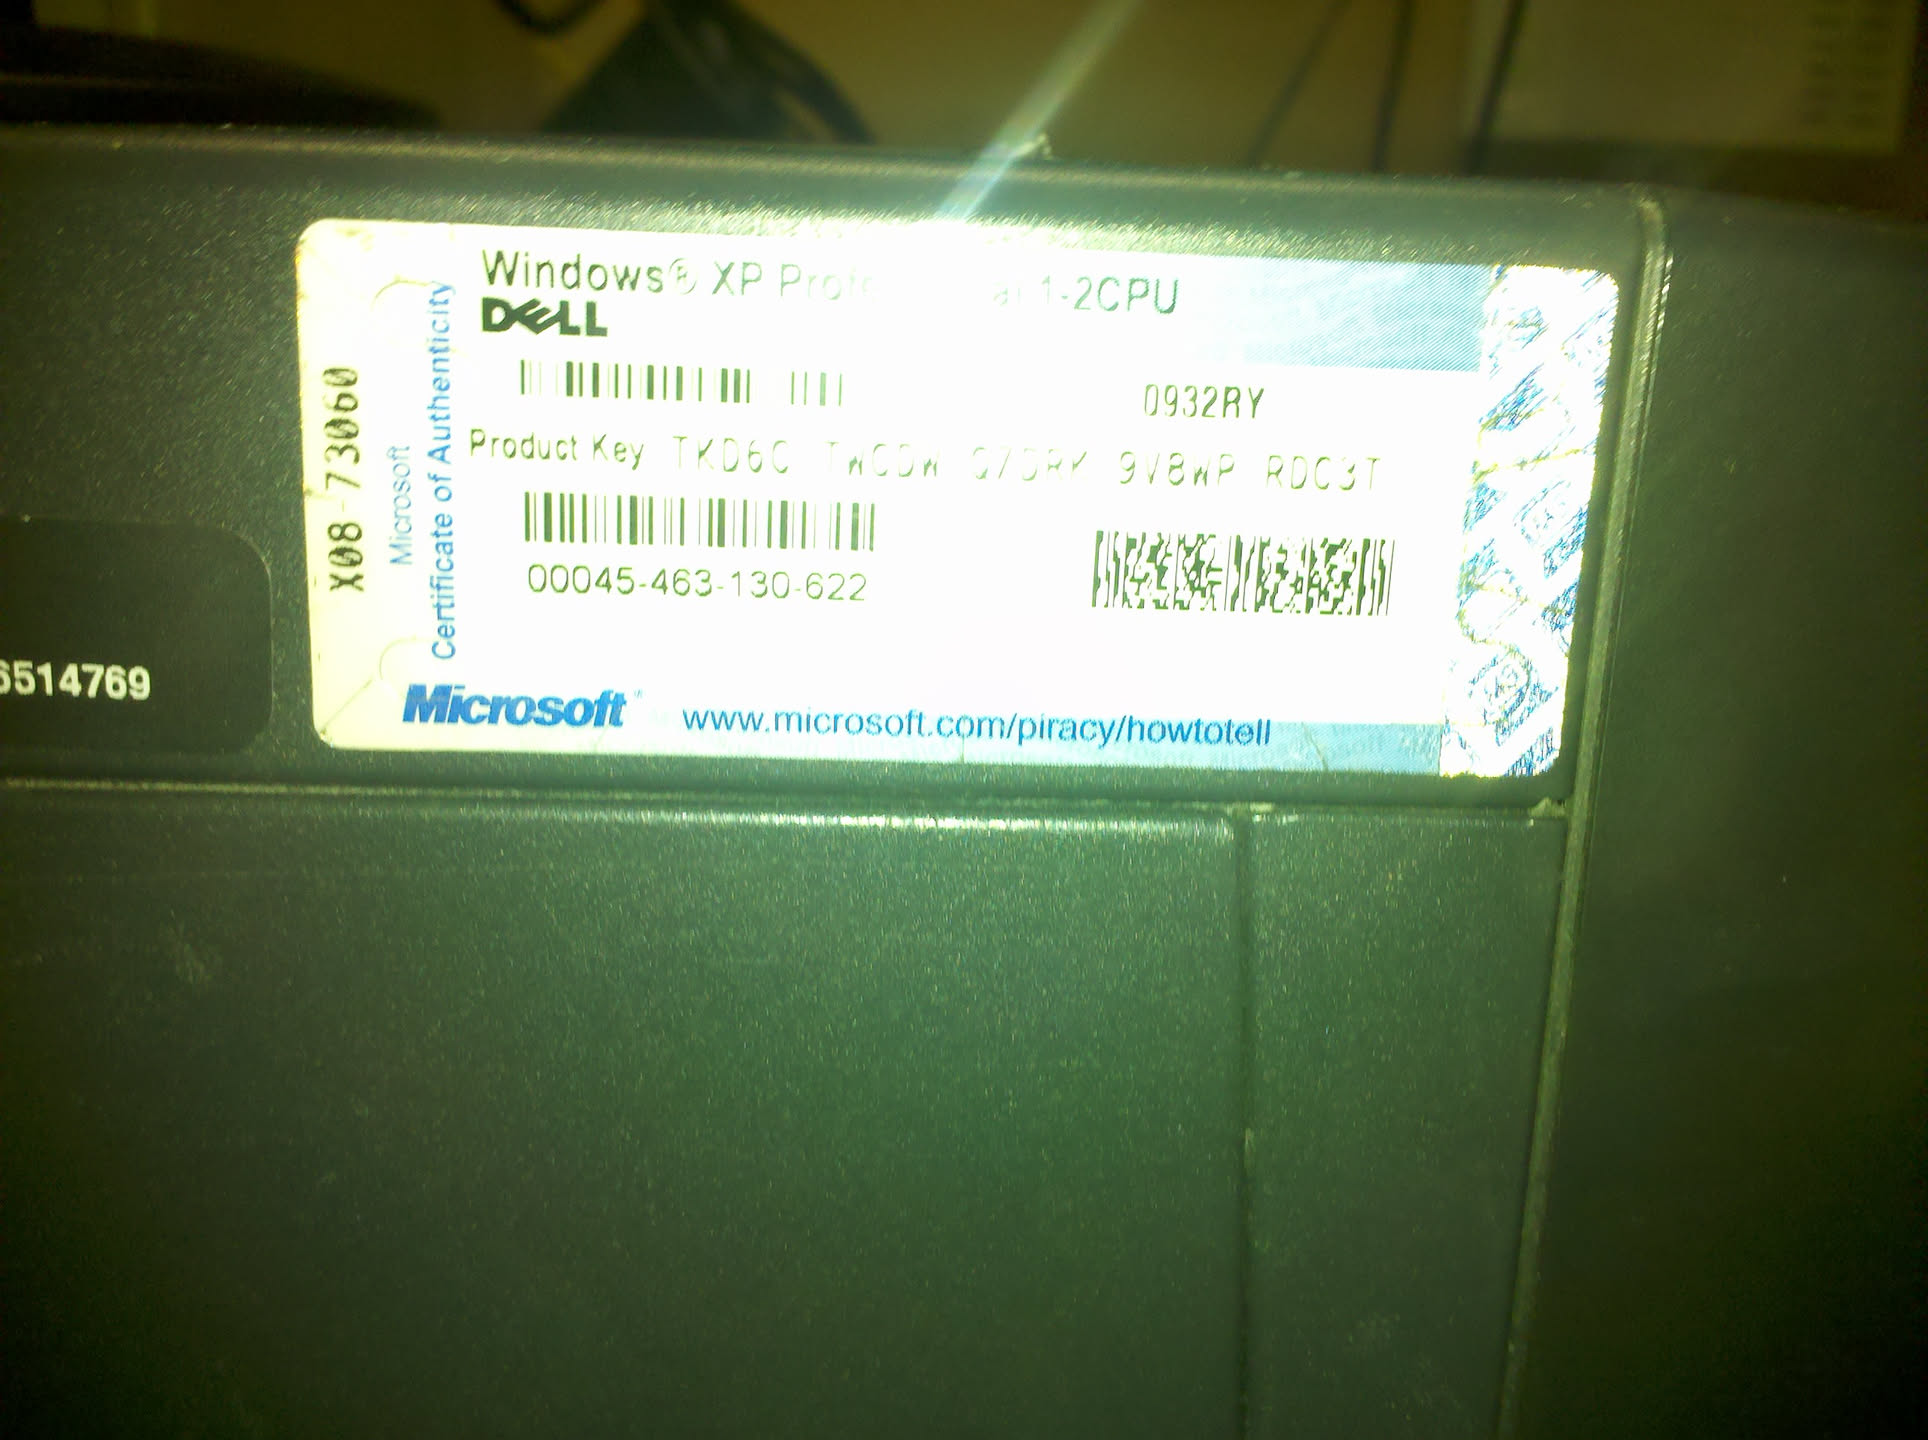 Windows® XP 1-2CPU
DELL
0932RY
Product Key TKD6C 9V8WP RDC3T
00045-463-130-622
Microsoft
www.microsoft.com/piracy/howtotell
X08-73060
Microsoft
Certificate of Authenticity
6514769